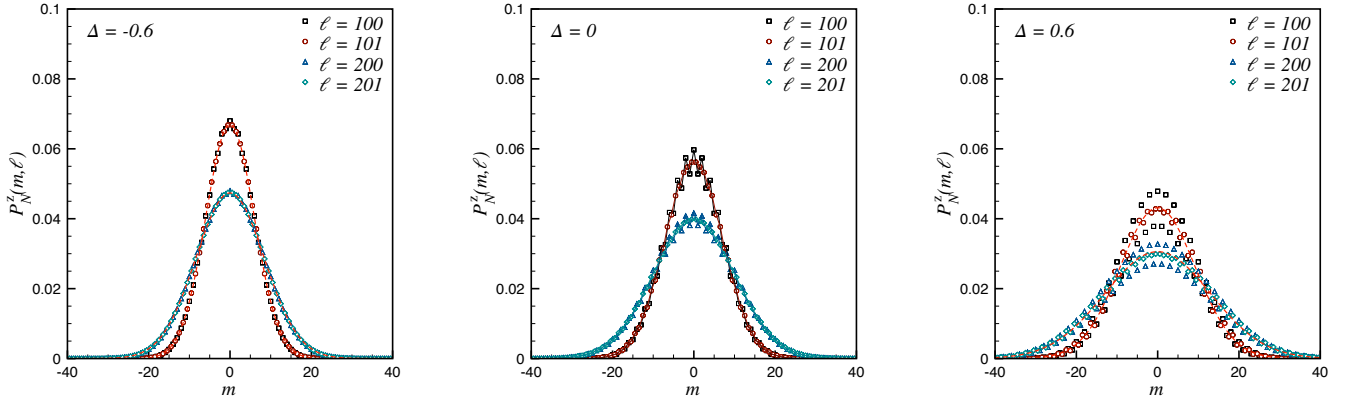 0.1
0.08
0.06
0.04
0.02
0
-40
-20
0
20
40
Δ = -0.6
ℓ = 100
ℓ = 101
ℓ = 200
ℓ = 201
P_N^z(m,ℓ)
m
0.1
0.08
0.06
0.04
0.02
0
-40
-20
0
20
40
Δ = 0
ℓ = 100
ℓ = 101
ℓ = 200
ℓ = 201
P_N^z(m,ℓ)
m
0.1
0.08
0.06
0.04
0.02
0
-40
-20
0
20
40
Δ = 0.6
ℓ = 100
ℓ = 101
ℓ = 200
ℓ = 201
P_N^z(m,ℓ)
m